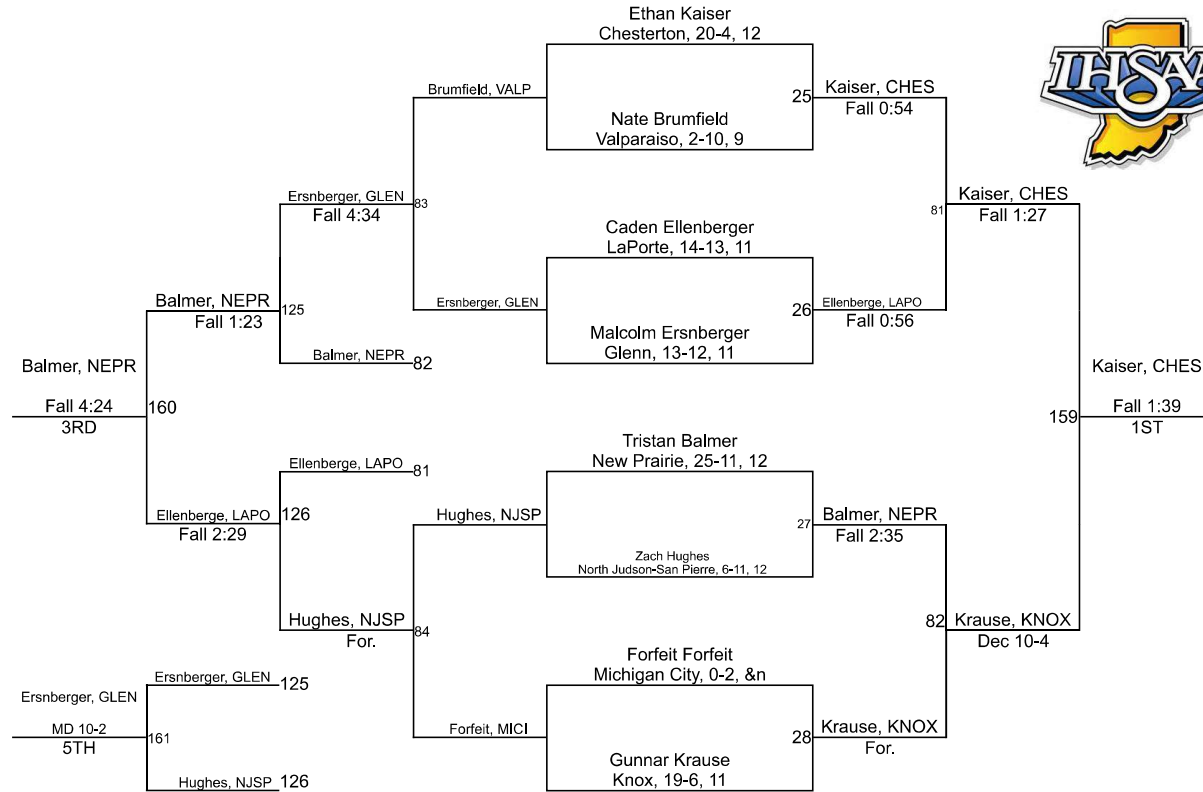 Ethan Kaiser
Chesterton, 20-4, 12
IHSAA
Brumfield, VALP
25
Kaiser, CHES
Fall 0:54
Nate Brumfield
Valparaiso, 2-10, 9
Ersnberger, GLEN
Fall 4:34
83
81
Kaiser, CHES
Fall 1:27
Caden Ellenberger
LaPorte, 14-13, 11
Balmer, NEPR
Fall 1:23
125
Ersnberger, GLEN
26
Ellenberge, LAPO
Fall 0:56
Malcolm Ersnberger
Glenn, 13-12, 11
Balmer, NEPR
82
Balmer, NEPR
Fall 4:24
3RD
160
Kaiser, CHES
159
Fall 1:39
1ST
Tristan Balmer
New Prairie, 25-11, 12
Ellenberge, LAPO
81
Ellenberge, LAPO
Fall 2:29
126
Hughes, NJSP
27
Balmer, NEPR
Fall 2:35
Zach Hughes
North Judson-San Pierre, 6-11, 12
Hughes, NJSP
For.
84
82
Krause, KNOX
Dec 10-4
Forfeit Forfeit
Michigan City, 0-2, &n
Ersnberger, GLEN
125
Ersnberger, GLEN
MD 10-2
5TH
161
Forfeit, MICI
28
Krause, KNOX
For.
Gunnar Krause
Knox, 19-6, 11
Hughes, NJSP
126